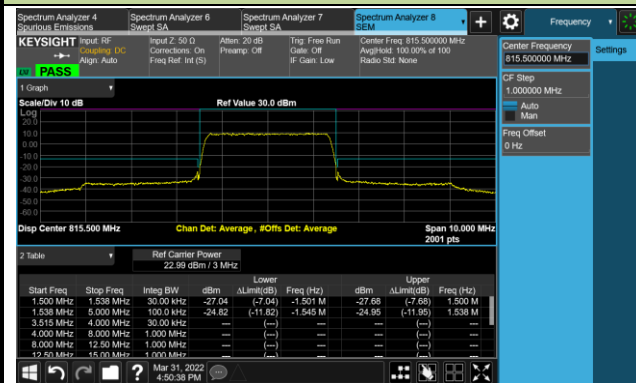 Spectrum Analyzer 4 Spectrum Analyzer 6 Spectrum Analyzer 7 Spectrum Analyzer 8 Frequency
Spurious Emissions Swept SA Swept SA SEM
KEYSIGHT Input: RF Input Z: 50 Ω Atten: 20 dB Trig: Free Run Center Freq: 815.500000 MHz
Coupling: DC Corrections: On Preamp: Off Gate: Off Avg|Hold: 100.00% of 100
Align: Auto Freq Ref: Int (S) IF Gain: Low Radio Std: None
PASS
Center Frequency
815.500000 MHz
Settings
CF Step
1.000000 MHz
Auto
Man
Freq Offset
0 Hz
1 Graph
Scale/Div 10 dB Ref Value 30.0 dBm
Log
20.0
10.0
0.00
-10.0
-20.0
-30.0
-40.0
-50.0
-60.0
Disp Center 815.500 MHz Chan Det: Average, #Offs Det: Average Span 10.000 MHz
2001 pts
2 Table Ref Carrier Power
22.99 dBm / 3 MHz
Lower Upper
Start Freq Stop Freq Integ BW dBm ΔLimit(dB) Freq (Hz) dBm ΔLimit(dB) Freq (Hz)
1.500 MHz 1.538 MHz 30.00 kHz -27.04 (-7.04) -1.501 M -27.68 (-7.68) 1.500 M
1.538 MHz 5.000 MHz 100.0 kHz -24.82 (-11.82) -1.545 M -24.95 (-11.95) 1.538 M
3.515 MHz 4.000 MHz 30.00 kHz --- (---) --- --- (---) ---
4.000 MHz 8.000 MHz 1.000 MHz --- (---) --- --- (---) ---
8.000 MHz 12.50 MHz 1.000 MHz --- (---) --- --- (---) ---
12.50 MHz 15.00 MHz 1.000 MHz --- (---) --- --- (---) ---
? Mar 31, 2022
4:50:38 PM